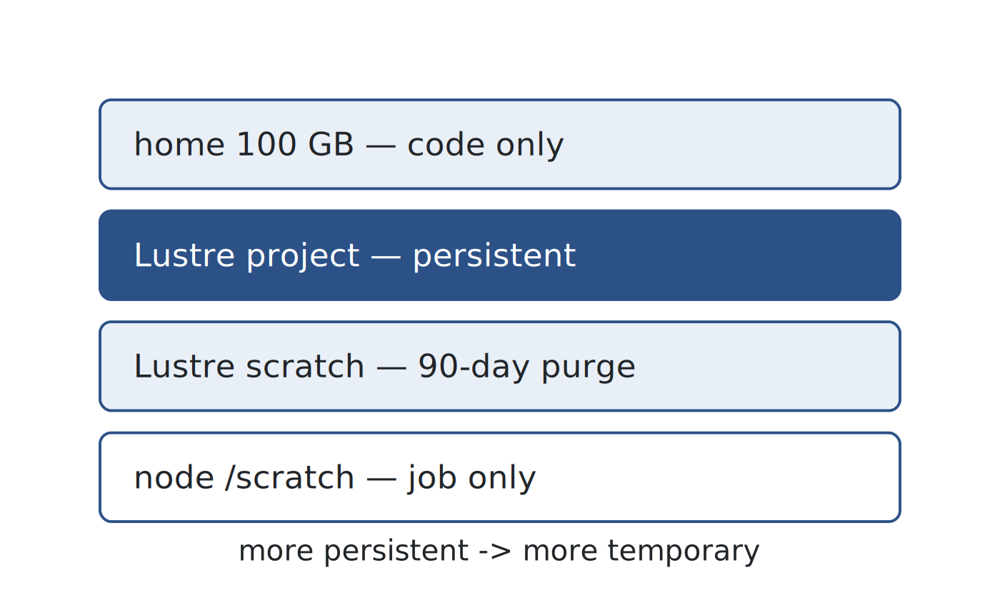 home 100 GB — code only
Lustre project — persistent
Lustre scratch — 90-day purge
node /scratch — job only
more persistent -> more temporary